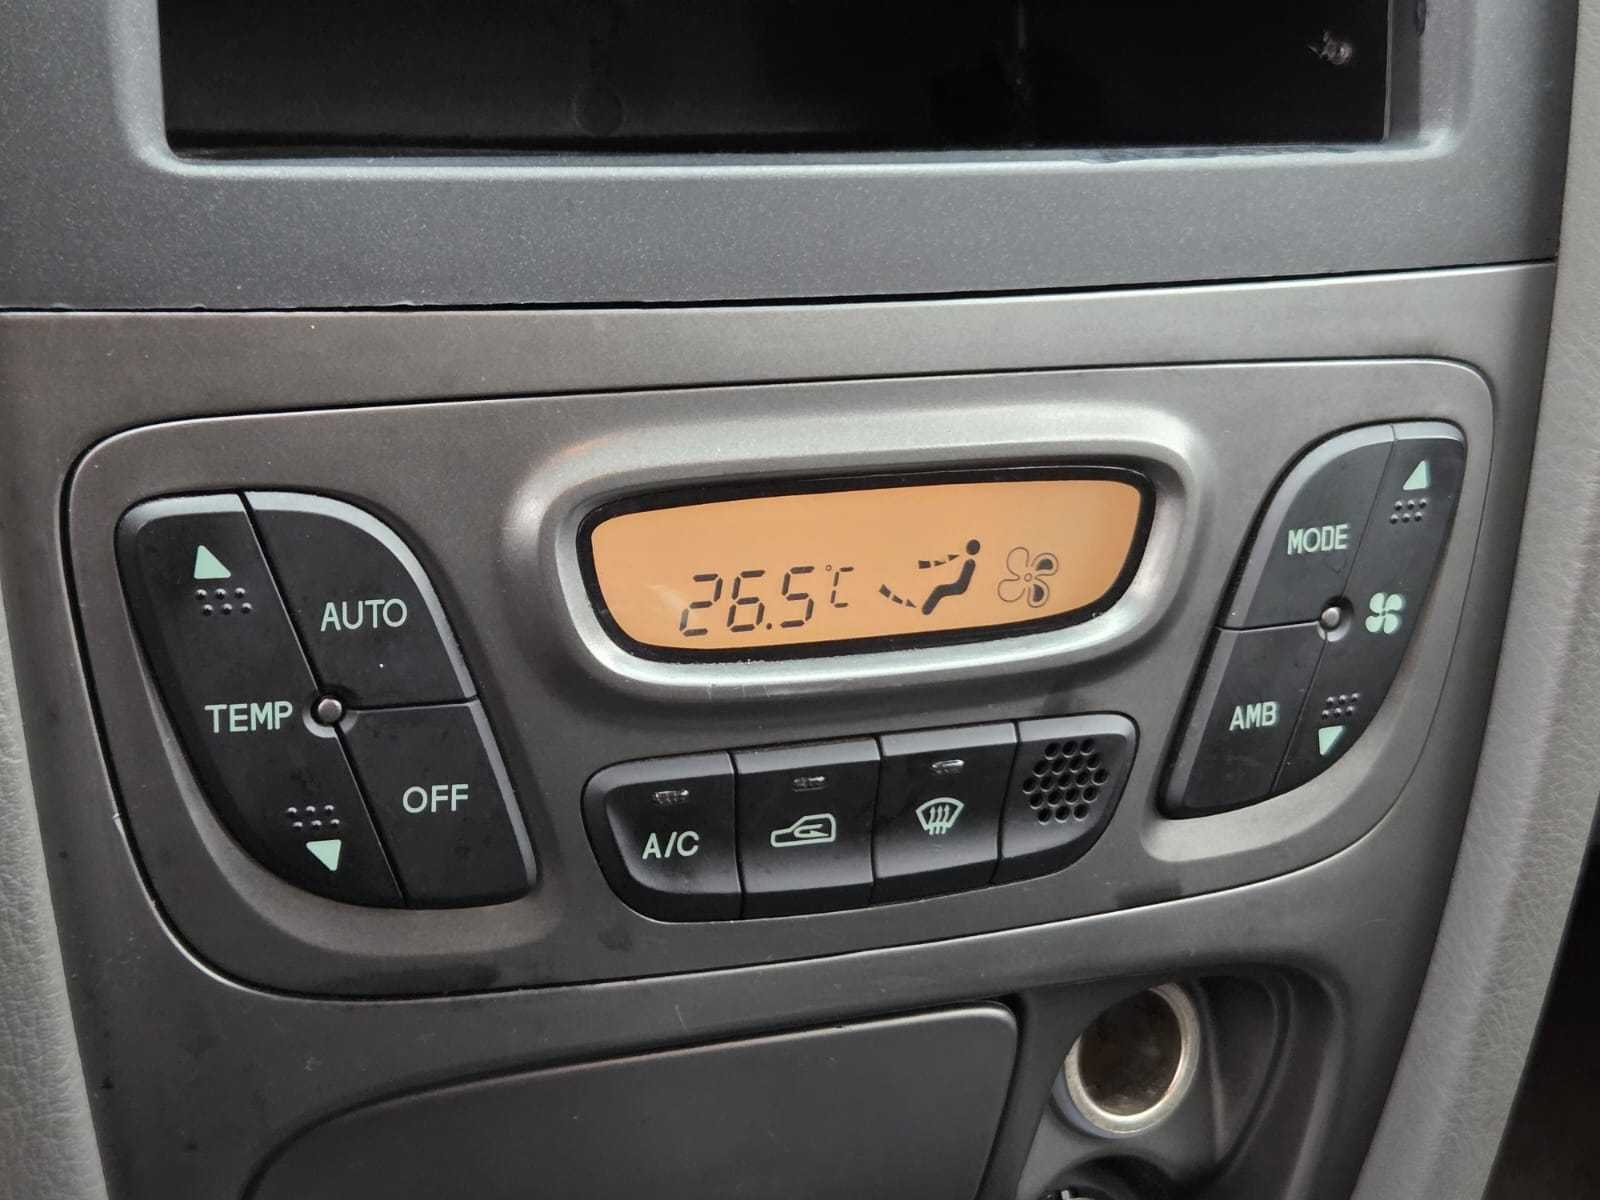 26.5°C
AUTO
TEMP
OFF
A/C
MODE
AMB